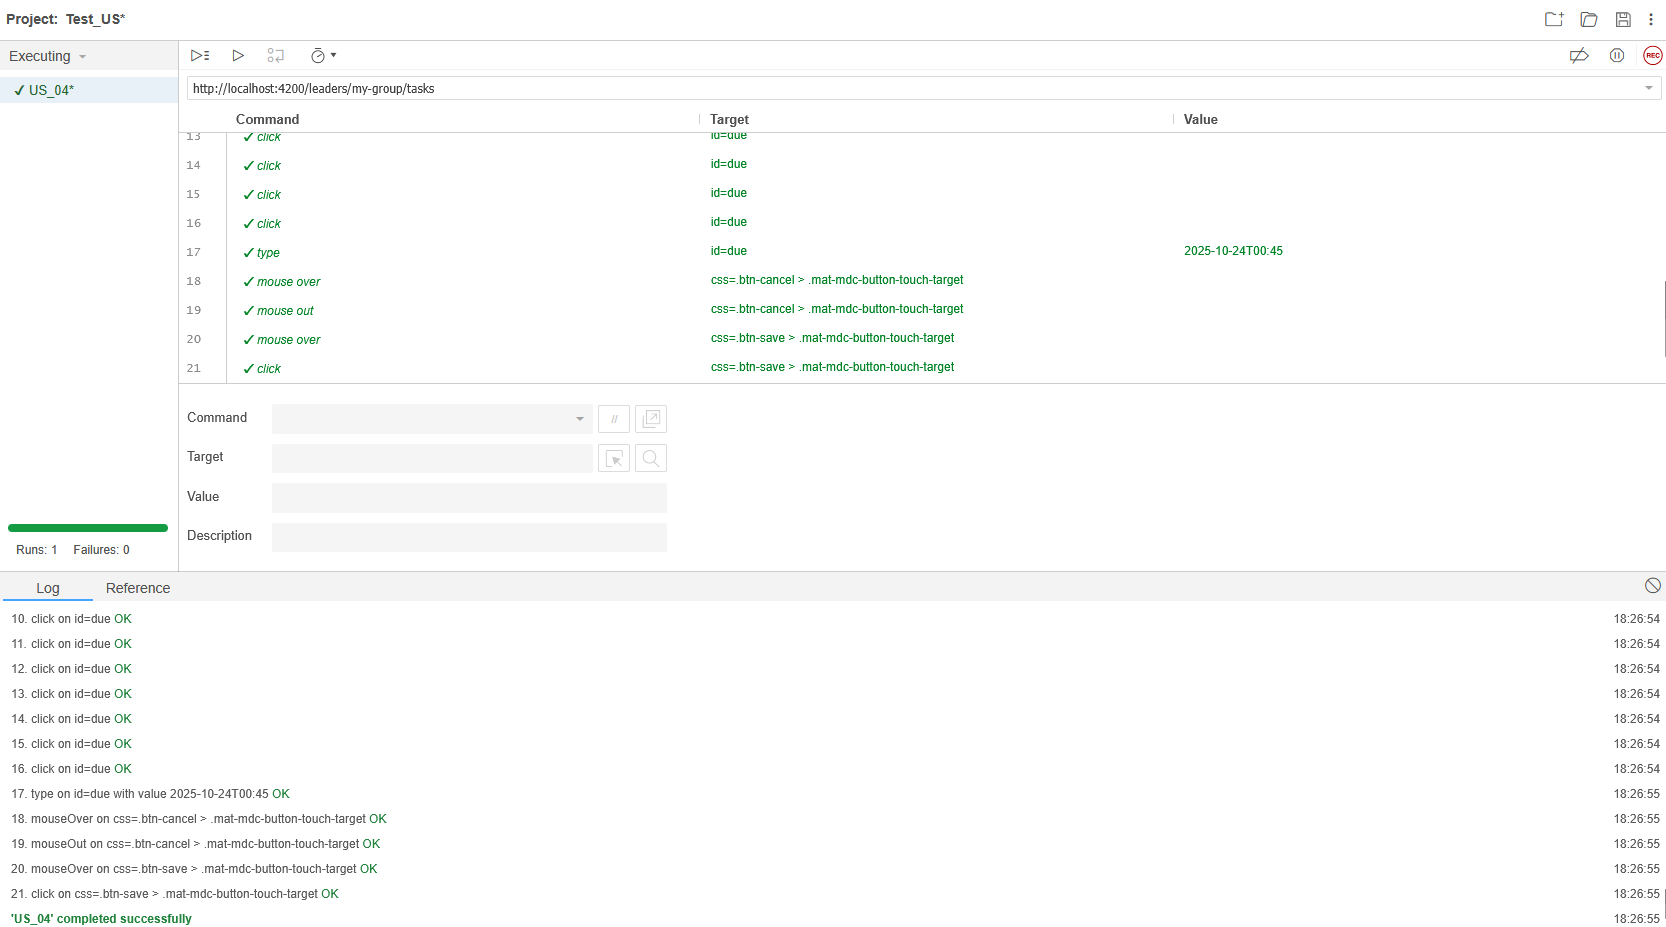 Project: Test_US*
Executing
✓ US_04*
http://localhost:4200/leaders/my-group/tasks
REC
Command Target Value
13 ✓ click id=due
14 ✓ click id=due
15 ✓ click id=due
16 ✓ click id=due
17 ✓ type id=due 2025-10-24T00:45
18 ✓ mouse over css=.btn-cancel > .mat-mdc-button-touch-target
19 ✓ mouse out css=.btn-cancel > .mat-mdc-button-touch-target
20 ✓ mouse over css=.btn-save > .mat-mdc-button-touch-target
21 ✓ click css=.btn-save > .mat-mdc-button-touch-target
Command //
Target
Value
Description
Runs: 1 Failures: 0
Log Reference
10. click on id=due OK 18:26:54
11. click on id=due OK 18:26:54
12. click on id=due OK 18:26:54
13. click on id=due OK 18:26:54
14. click on id=due OK 18:26:54
15. click on id=due OK 18:26:54
16. click on id=due OK 18:26:54
17. type on id=due with value 2025-10-24T00:45 OK 18:26:55
18. mouseOver on css=.btn-cancel > .mat-mdc-button-touch-target OK 18:26:55
19. mouseOut on css=.btn-cancel > .mat-mdc-button-touch-target OK 18:26:55
20. mouseOver on css=.btn-save > .mat-mdc-button-touch-target OK 18:26:55
21. click on css=.btn-save > .mat-mdc-button-touch-target OK 18:26:55
'US_04' completed successfully 18:26:55